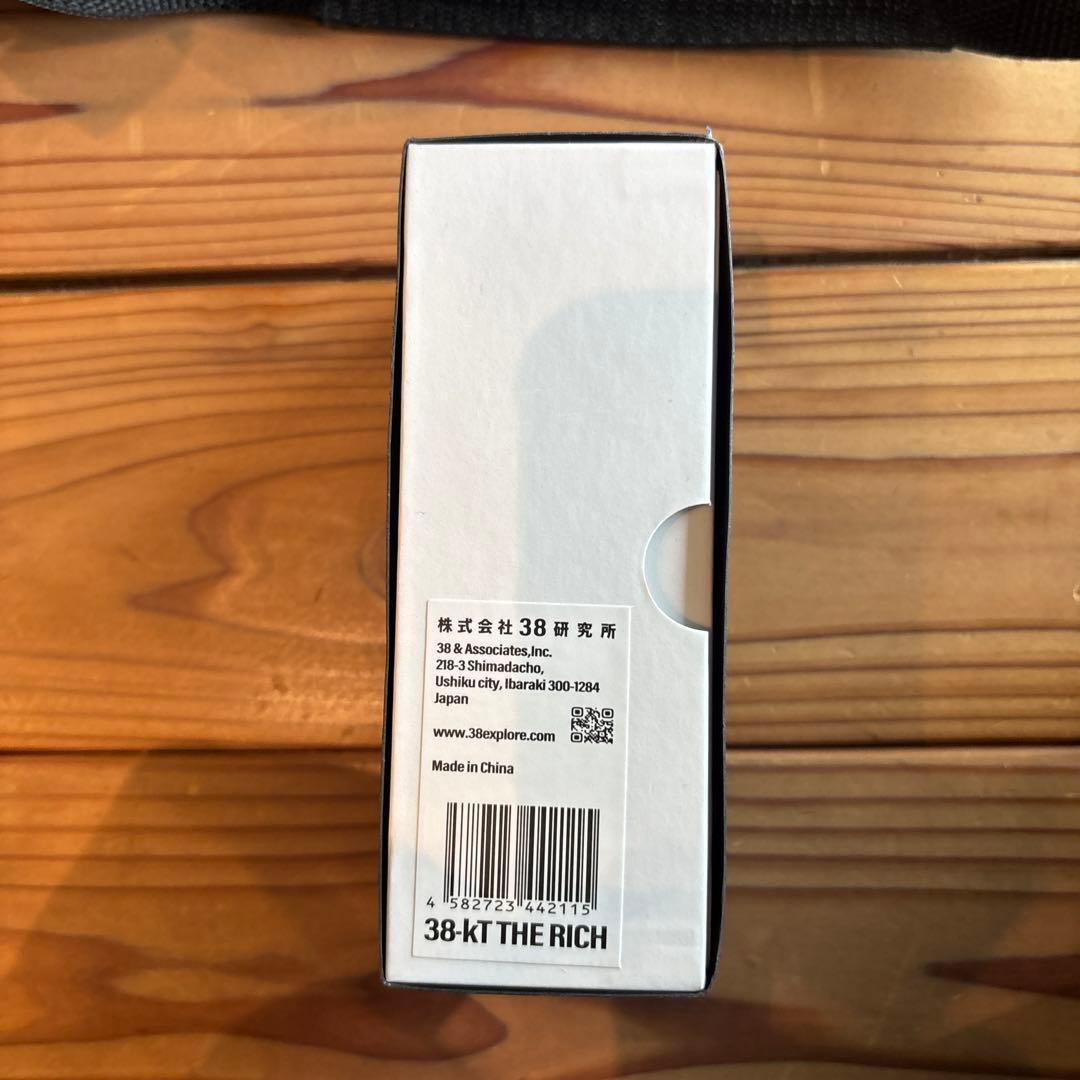 株式会社38研究所
38 & Associates,Inc.
218-3 Shimadacho,
Ushiku city, Ibaraki 300-1284
Japan
www.38explore.com
Made in China
4 582723 442115
38-kT THE RICH